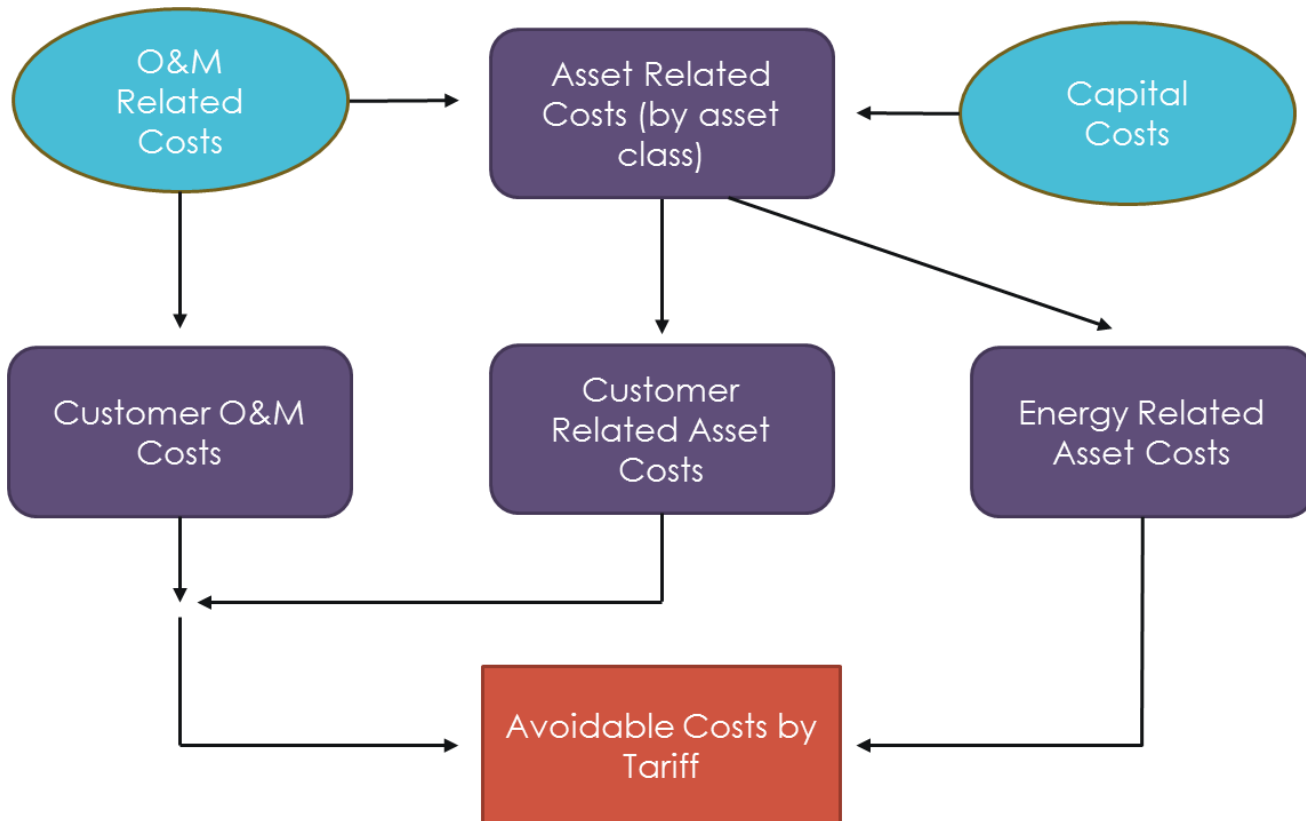 O&M
Related
Costs
Asset Related
Costs (by asset
class)
Capital
Costs
Customer O&M
Costs
Customer
Related Asset
Costs
Energy Related
Asset Costs
Avoidable Costs by
Tariff